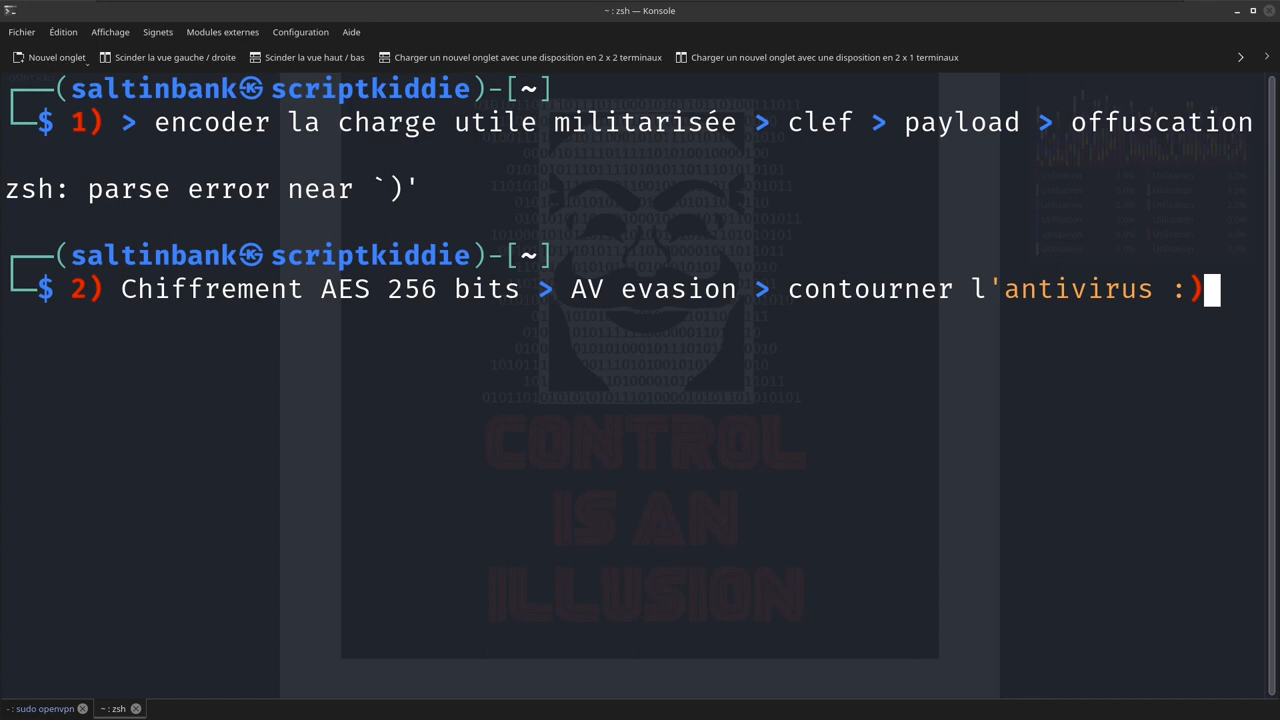 ~ : zsh — Konsole
Fichier Édition Affichage Signets Modules externes Configuration Aide
Nouvel onglet Scinder la vue gauche / droite Scinder la vue haut / bas Charger un nouvel onglet avec une disposition en 2 x 2 terminaux Charger un nouvel onglet avec une disposition en 2 x 1 terminaux
┌──(saltinbank㉿scriptkiddie)-[~]
└─$ 1) > encoder la charge utile militarisée > clef > payload > offuscation
zsh: parse error near `)'
┌──(saltinbank㉿scriptkiddie)-[~]
└─$ 2) Chiffrement AES 256 bits > AV evasion > contourner l'antivirus :)
CONTROL
IS AN
ILLUSION
- : sudo openvpn ~ : zsh